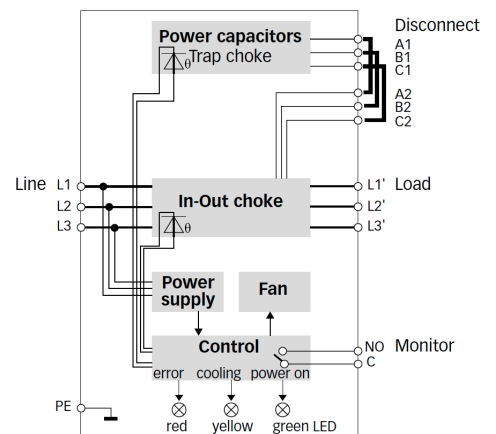 Power capacitors
Trap choke
θ
Disconnect
A1
B1
C1
A2
B2
C2
Line L1
L2
L3
In-Out choke
θ
L1' Load
L2'
L3'
Power
supply
Fan
Control
error cooling power on
NO Monitor
C
PE
red yellow green LED